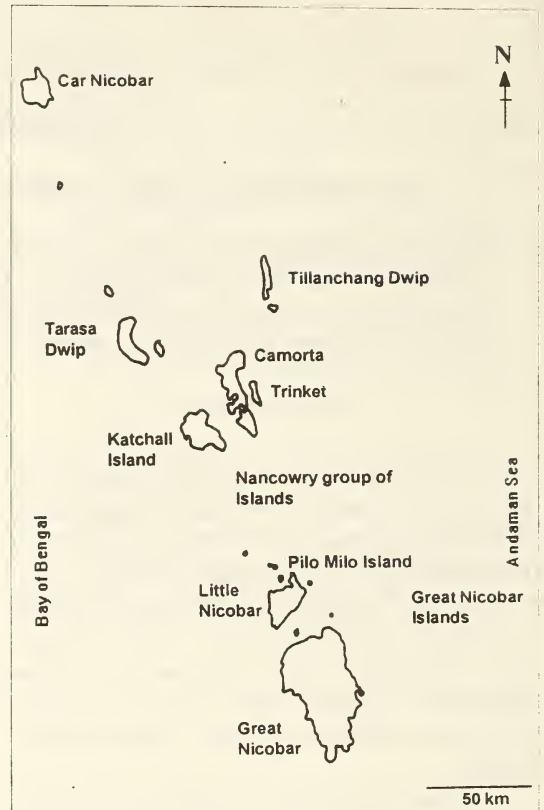 N
Car Nicobar
Tillanchang Dwip
Tarasa
Dwip
Camorta
Trinket
Katchall
Island
Nancowry group of
Islands
Bay of Bengal
Andaman Sea
Pilo Milo Island
Little
Nicobar
Great Nicobar
Islands
Great
Nicobar
50 km